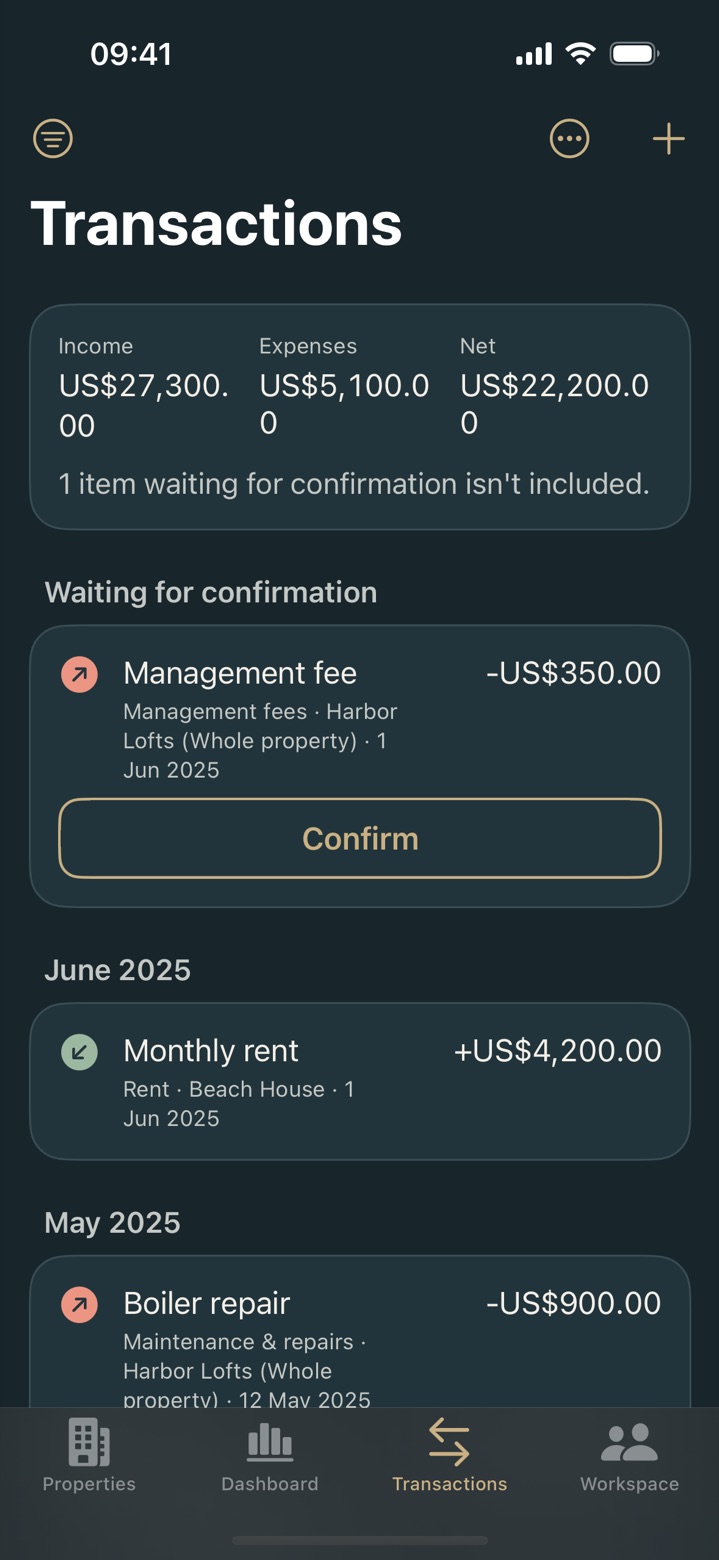 09:41
Transactions
Income
US$27,300.
00
Expenses
US$5,100.0
0
Net
US$22,200.0
0
1 item waiting for confirmation isn't included.
Waiting for confirmation
Management fee
-US$350.00
Management fees · Harbor
Lofts (Whole property) · 1
Jun 2025
Confirm
June 2025
Monthly rent
+US$4,200.00
Rent · Beach House · 1
Jun 2025
May 2025
Boiler repair
-US$900.00
Maintenance & repairs ·
Harbor Lofts (Whole
property) · 12 May 2025
Properties
Dashboard
Transactions
Workspace